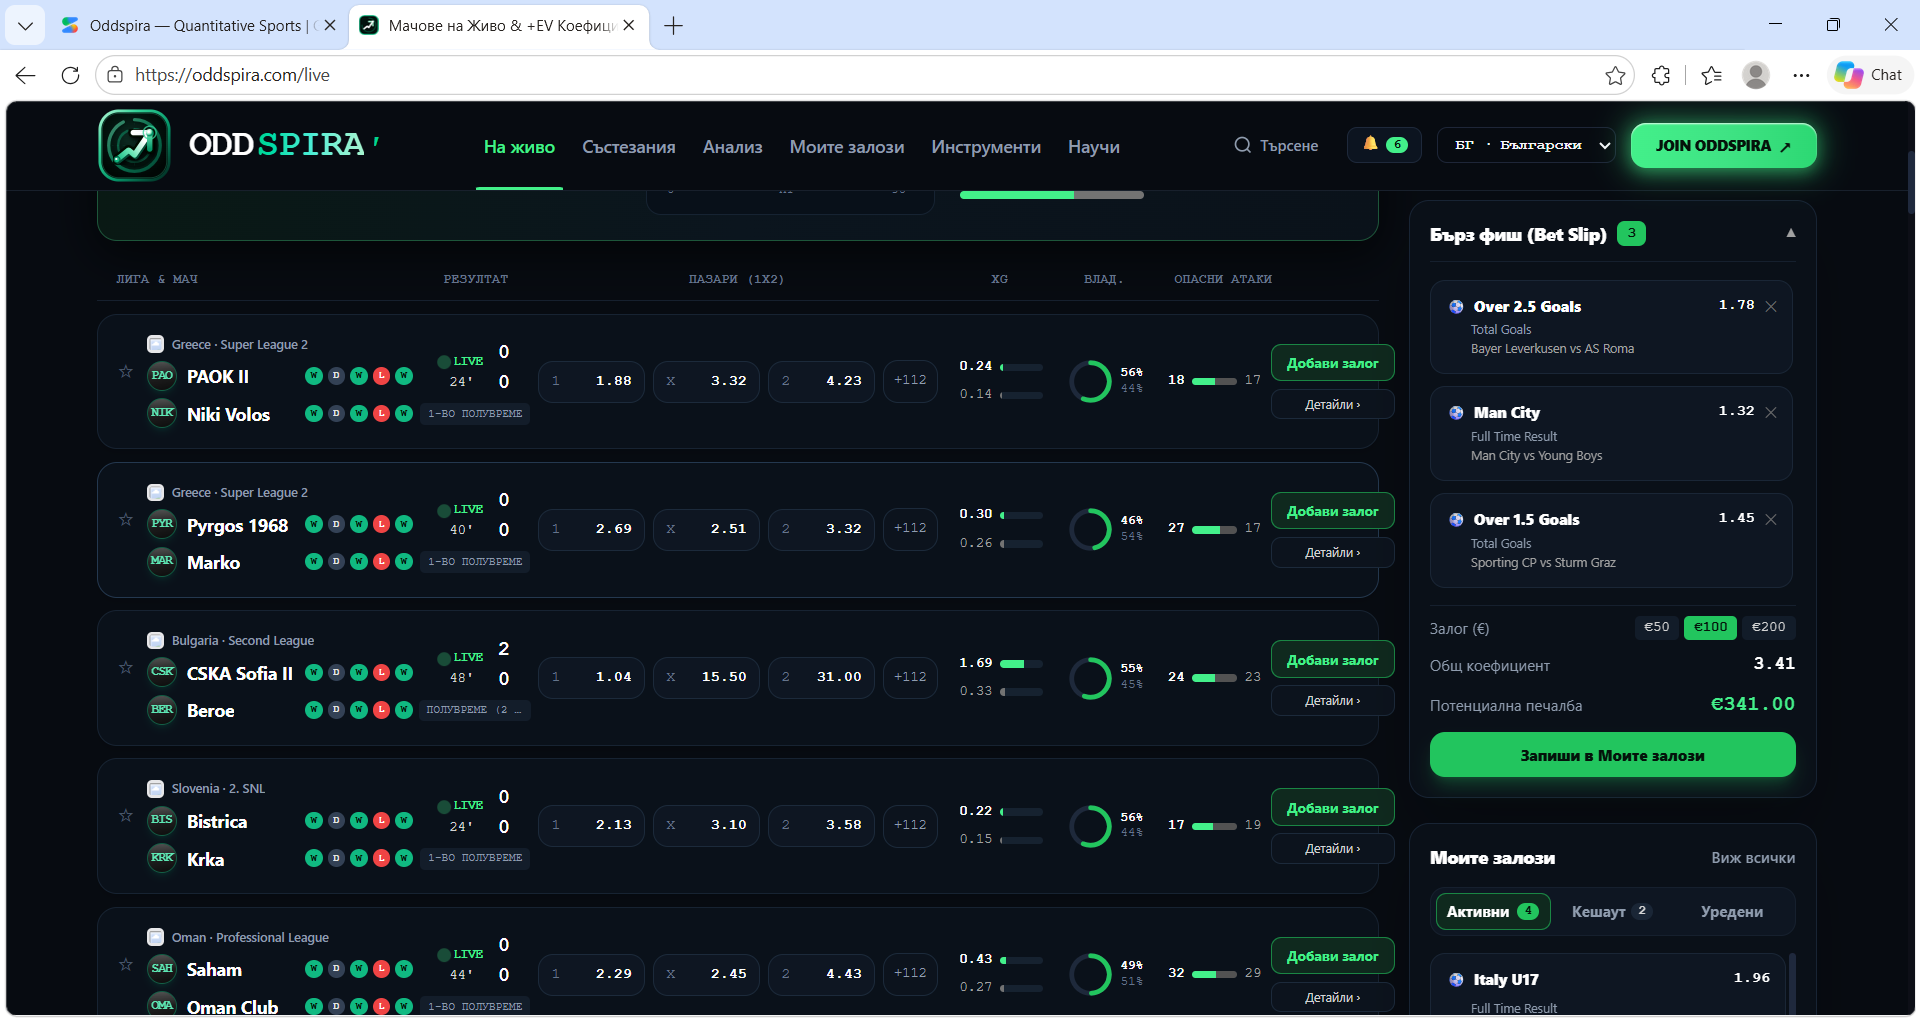 Oddspira — Quantitative Sports |
Мачове на Живо & +EV Коефици
https://oddspira.com/live
Chat
ODDSPIRA
На живо
Състезания
Анализ
Моите залози
Инструменти
Научи
Търсене
6
БГ · Български
JOIN ODDSPIRA ↗
ЛИГА & МАЧ
РЕЗУЛТАТ
ПАЗАРИ (1X2)
XG
ВЛАД.
ОПАСНИ АТАКИ
Greece · Super League 2
PAO PAOK II W D W L W
NIK Niki Volos W D W L W
LIVE 0
24' 0
1-ВО ПОЛУВРЕМЕ
1 1.88
X 3.32
2 4.23
+112
0.24
0.14
56%
44%
18 17
Добави залог
Детайли ›
Greece · Super League 2
PYR Pyrgos 1968 W D W L W
MAR Marko W D W L W
LIVE 0
40' 0
1-ВО ПОЛУВРЕМЕ
1 2.69
X 2.51
2 3.32
+112
0.30
0.26
46%
54%
27 17
Добави залог
Детайли ›
Bulgaria · Second League
CSK CSKA Sofia II W D W L W
BER Beroe W D W L W
LIVE 2
48' 0
ПОЛУВРЕМЕ (2 …
1 1.04
X 15.50
2 31.00
+112
1.69
0.33
55%
45%
24 23
Добави залог
Детайли ›
Slovenia · 2. SNL
BIS Bistrica W D W L W
KRK Krka W D W L W
LIVE 0
24' 0
1-ВО ПОЛУВРЕМЕ
1 2.13
X 3.10
2 3.58
+112
0.22
0.15
56%
44%
17 19
Добави залог
Детайли ›
Oman · Professional League
SAH Saham W D W L W
OMA Oman Club W D W L W
LIVE 0
44' 0
1-ВО ПОЛУВРЕМЕ
1 2.29
X 2.45
2 4.43
+112
0.43
0.27
49%
51%
32 29
Добави залог
Детайли ›
Бърз фиш (Bet Slip) 3
Over 2.5 Goals 1.78
Total Goals
Bayer Leverkusen vs AS Roma
Man City 1.32
Full Time Result
Man City vs Young Boys
Over 1.5 Goals 1.45
Total Goals
Sporting CP vs Sturm Graz
Залог (€) €50 €100 €200
Общ коефициент 3.41
Потенциална печалба €341.00
Запиши в Моите залози
Моите залози Виж всички
Активни 4 Кешаут 2 Уредени
Italy U17 1.96
Full Time Result